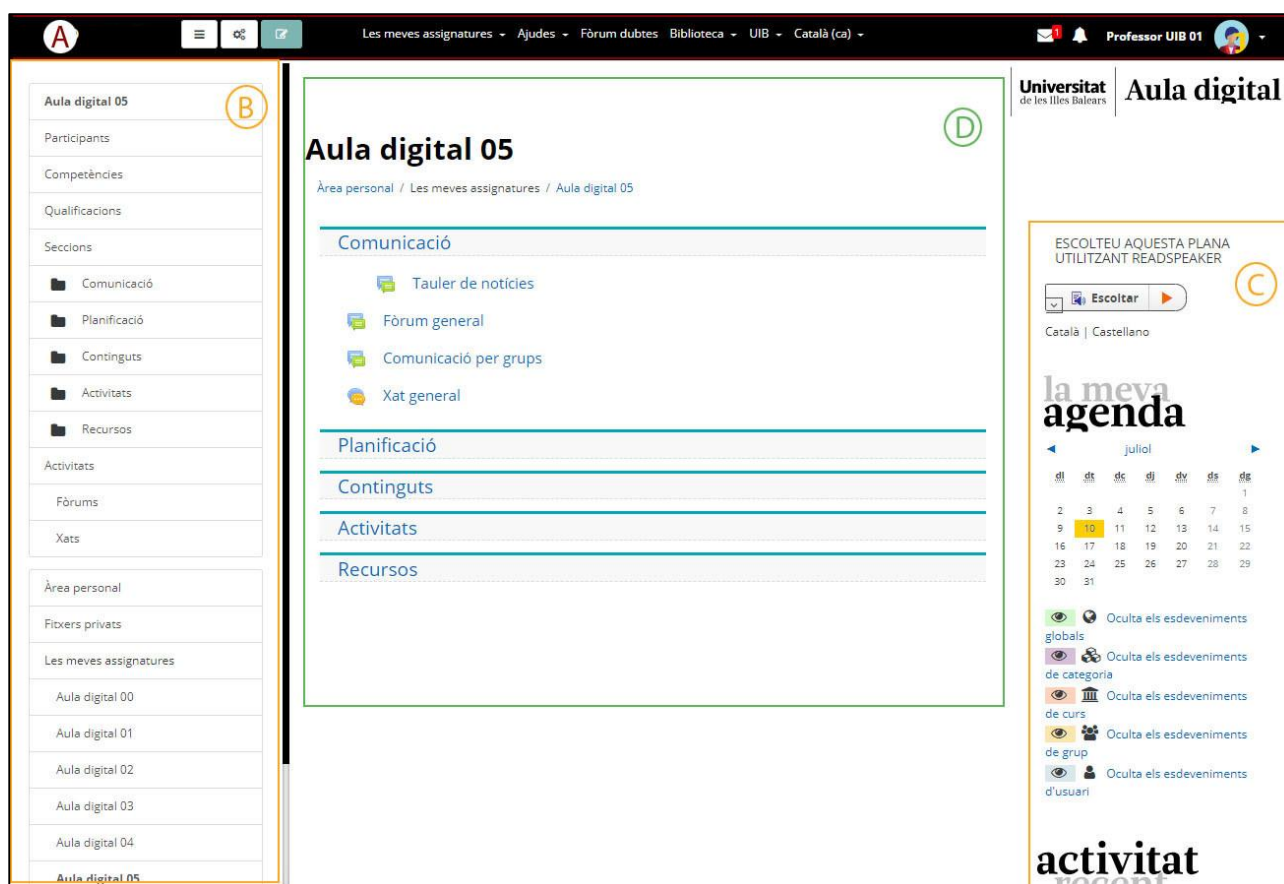 A
Les meves assignatures Ajudes Fòrum dubtes Biblioteca UIB Català (ca)
1
Professor UIB 01
B
Aula digital 05
Participants
Competències
Qualificacions
Seccions
Comunicació
Planificació
Continguts
Activitats
Recursos
Activitats
Fòrums
Xats
Àrea personal
Fitxers privats
Les meves assignatures
Aula digital 00
Aula digital 01
Aula digital 02
Aula digital 03
Aula digital 04
Aula digital 05
D
Aula digital 05
Àrea personal / Les meves assignatures / Aula digital 05
Comunicació
Tauler de notícies
Fòrum general
Comunicació per grups
Xat general
Planificació
Continguts
Activitats
Recursos
Universitat
de les Illes Balears
Aula digital
C
ESCOLTEU AQUESTA PLANA
UTILITZANT READSPEAKER
Escoltar
Català | Castellano
la meva
agenda
juliol
dl dt dc dj dv ds dg
1
2 3 4 5 6 7 8
9 10 11 12 13 14 15
16 17 18 19 20 21 22
23 24 25 26 27 28 29
30 31
Oculta els esdeveniments
globals
Oculta els esdeveniments
de categoria
Oculta els esdeveniments
de curs
Oculta els esdeveniments
de grup
Oculta els esdeveniments
d'usuari
activitat
recent